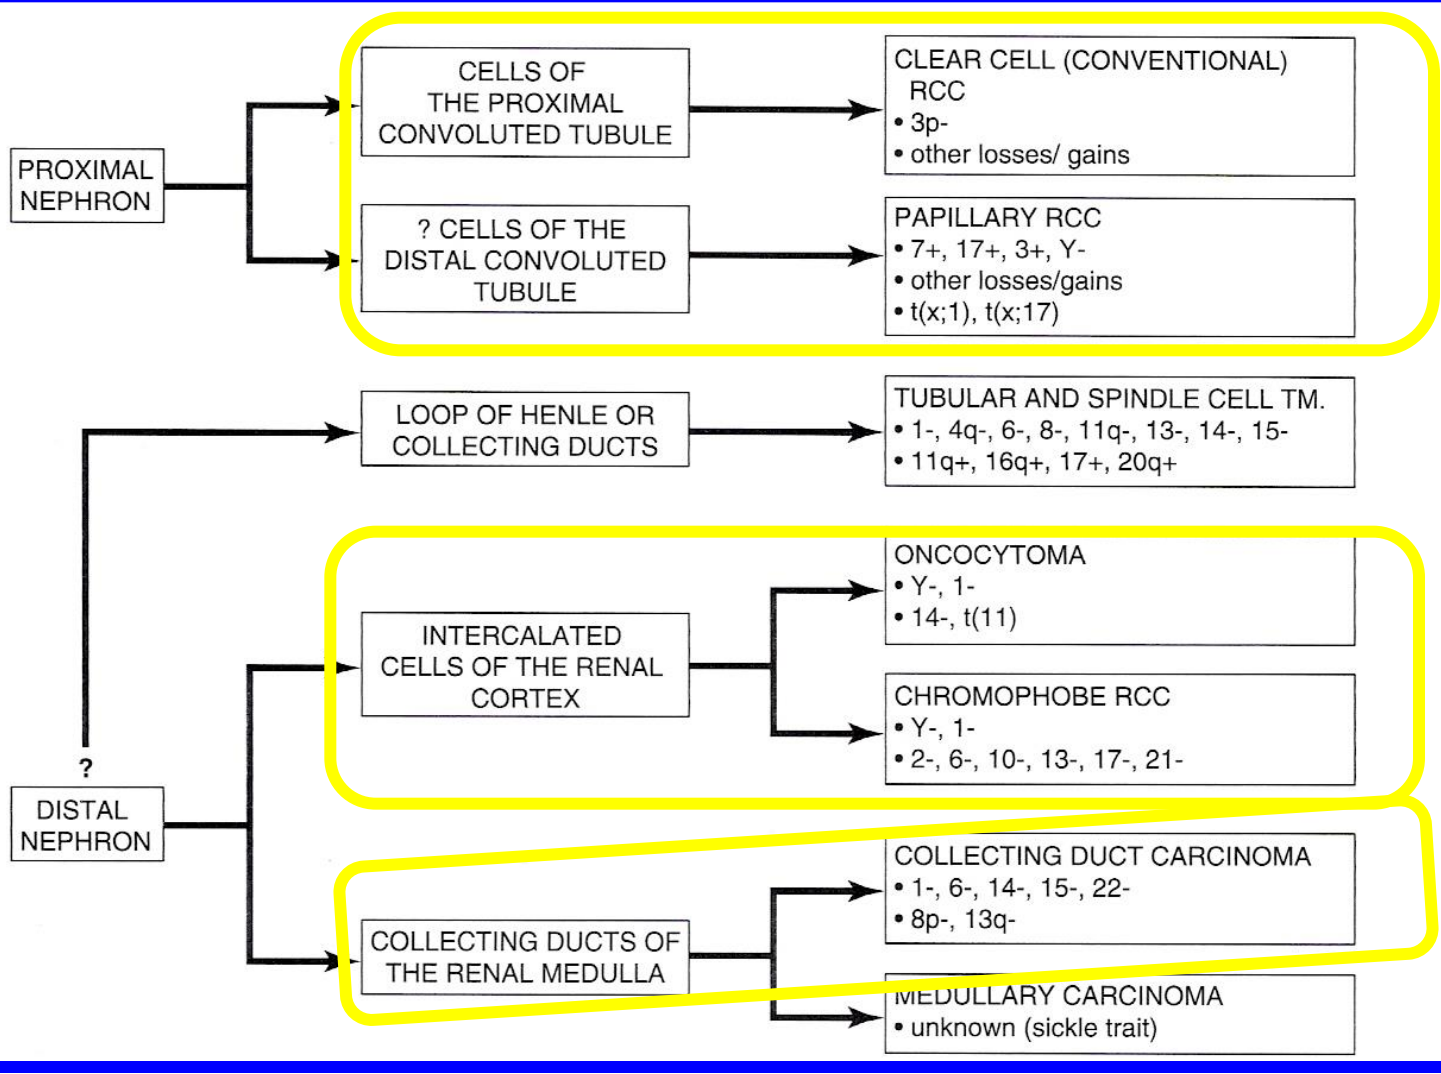 PROXIMAL
NEPHRON
CELLS OF
THE PROXIMAL
CONVOLUTED TUBULE
CLEAR CELL (CONVENTIONAL)
RCC
• 3p-
• other losses/ gains
? CELLS OF THE
DISTAL CONVOLUTED
TUBULE
PAPILLARY RCC
• 7+, 17+, 3+, Y-
• other losses/gains
• t(x;1), t(x;17)
LOOP OF HENLE OR
COLLECTING DUCTS
TUBULAR AND SPINDLE CELL TM.
• 1-, 4q-, 6-, 8-, 11q-, 13-, 14-, 15-
• 11q+, 16q+, 17+, 20q+
?
DISTAL
NEPHRON
INTERCALATED
CELLS OF THE RENAL
CORTEX
ONCOCYTOMA
• Y-, 1-
• 14-, t(11)
CHROMOPHOBE RCC
• Y-, 1-
• 2-, 6-, 10-, 13-, 17-, 21-
COLLECTING DUCTS OF
THE RENAL MEDULLA
COLLECTING DUCT CARCINOMA
• 1-, 6-, 14-, 15-, 22-
• 8p-, 13q-
MEDULLARY CARCINOMA
• unknown (sickle trait)